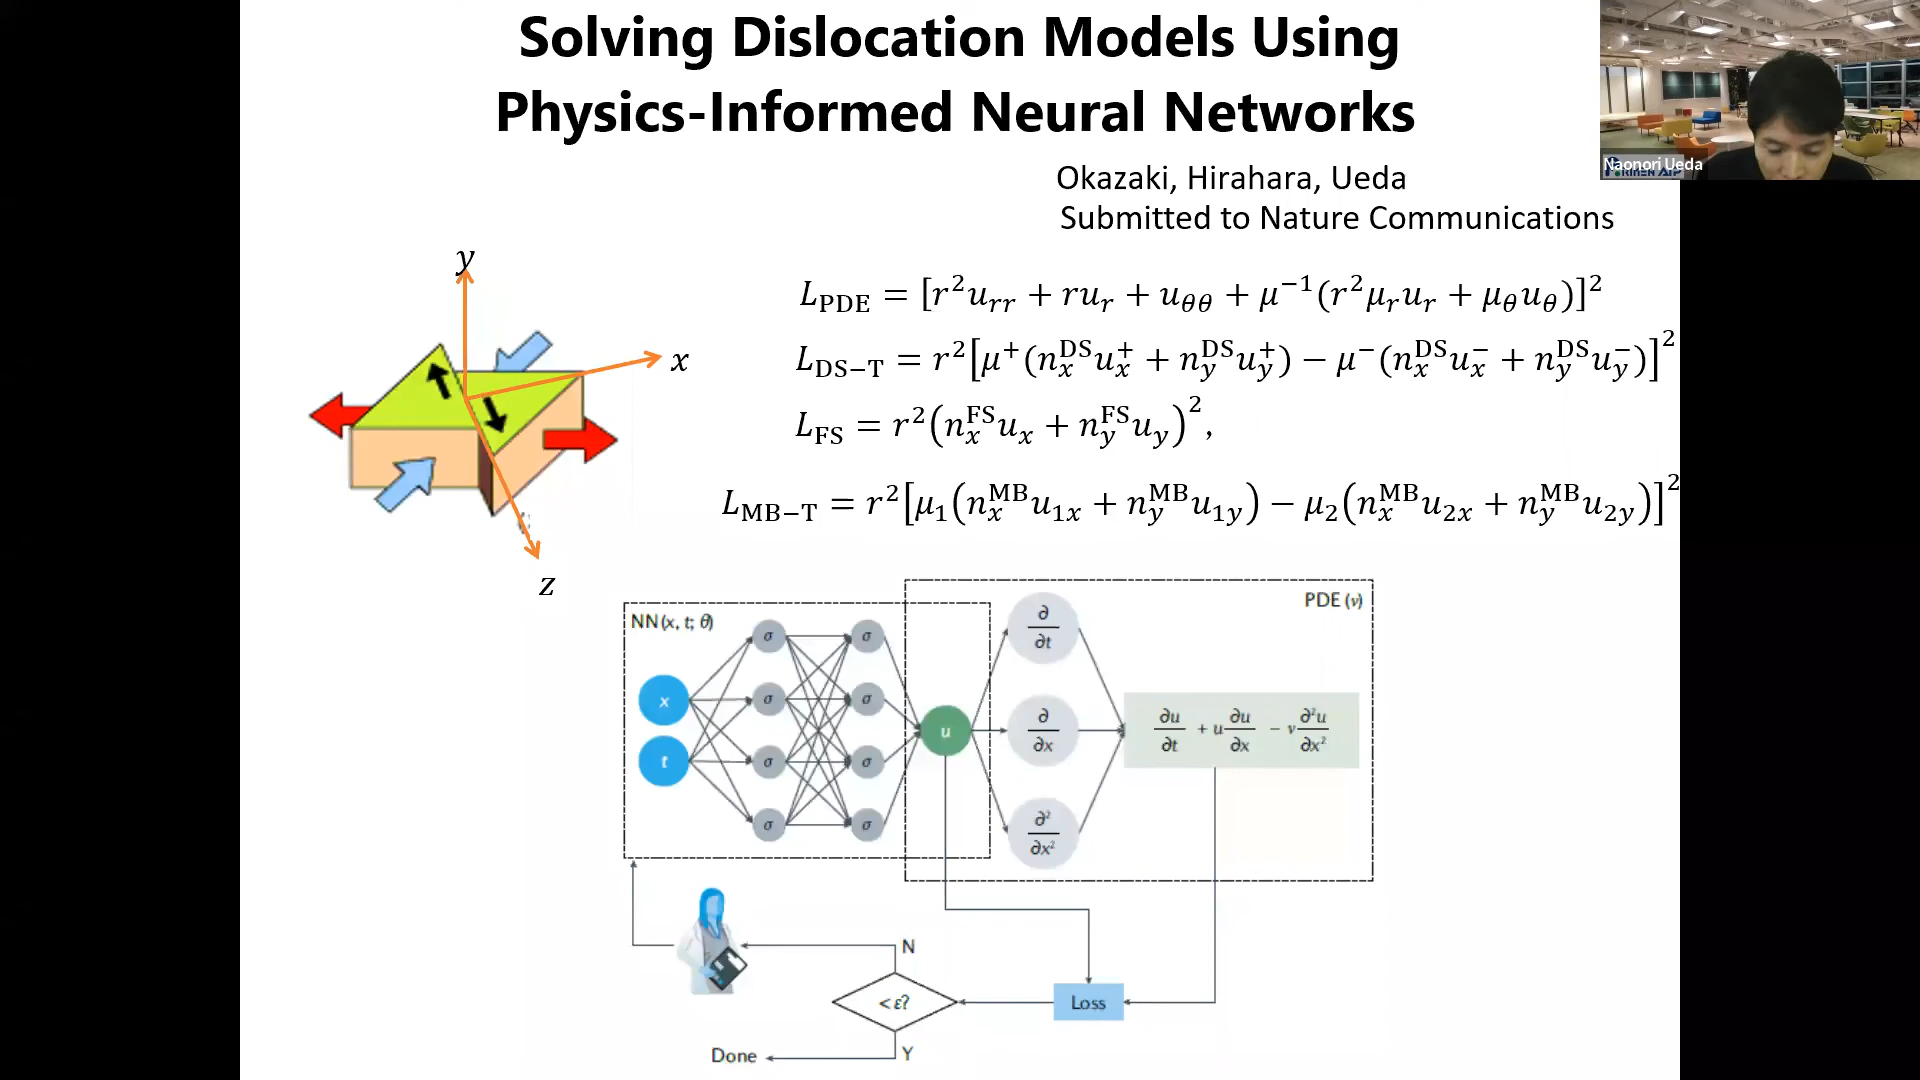 Solving Dislocation Models Using
Physics-Informed Neural Networks
Naonori Ueda
Okazaki, Hirahara, Ueda
Submitted to Nature Communications
y
x
z
L_PDE = [r²u_rr + ru_r + u_θθ + μ⁻¹(r²μ_r u_r + μ_θ u_θ)]²
L_DS−T = r²[μ⁺(n_x^DS u_x⁺ + n_y^DS u_y⁺) − μ⁻(n_x^DS u_x⁻ + n_y^DS u_y⁻)]²
L_FS = r²(n_x^FS u_x + n_y^FS u_y)²,
L_MB−T = r²[μ₁(n_x^MB u_1x + n_y^MB u_1y) − μ₂(n_x^MB u_2x + n_y^MB u_2y)]²
NN(x, t; θ)
PDE (ν)
x
t
σ σ
σ σ
σ σ
σ σ
u
∂/∂t
∂/∂x
∂²/∂x²
∂u/∂t + u ∂u/∂x − ν ∂²u/∂x²
N
< ε?
Loss
Y
Done